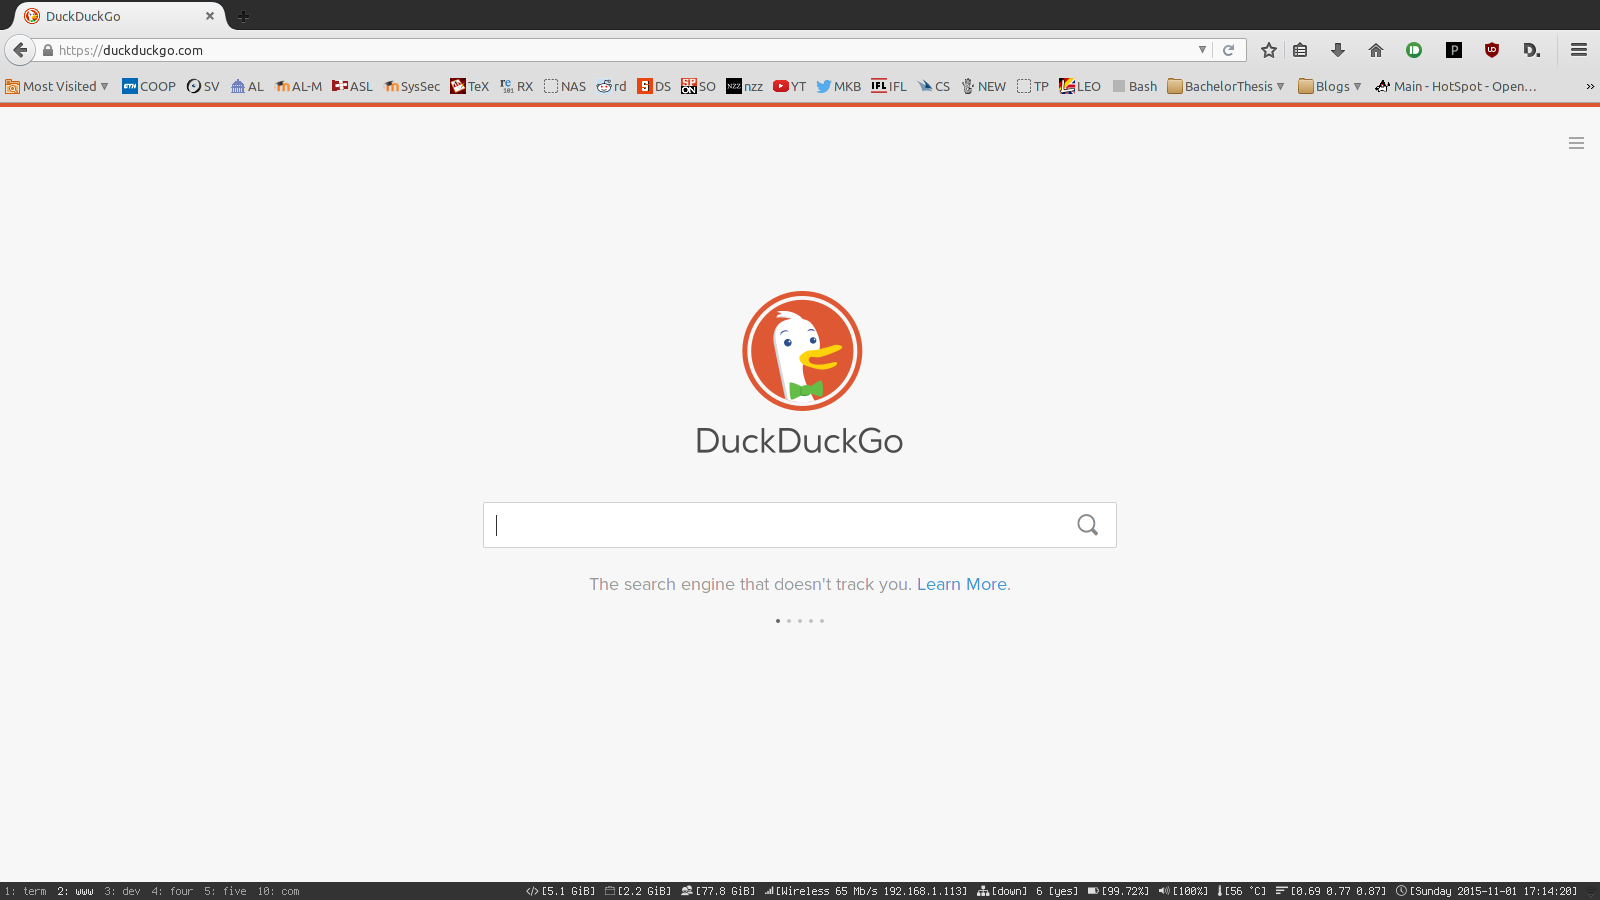 DuckDuckGo
https://duckduckgo.com
Most Visited COOP SV AL AL-M ASL SysSec TeX RX NAS rd DS SO nzz YT MKB IFL CS NEW TP LEO Bash BachelorThesis Blogs Main - HotSpot - Open…
DuckDuckGo
The search engine that doesn't track you. Learn More.
1: term 2: www 3: dev 4: four 5: five 10: com [5.1 GiB] [2.2 GiB] [77.8 GiB] [Wireless 65 Mb/s 192.168.1.113] [down] 6 [yes] [99.72%] [100%] [56 °C] [0.69 0.77 0.87] [Sunday 2015-11-01 17:14:20]